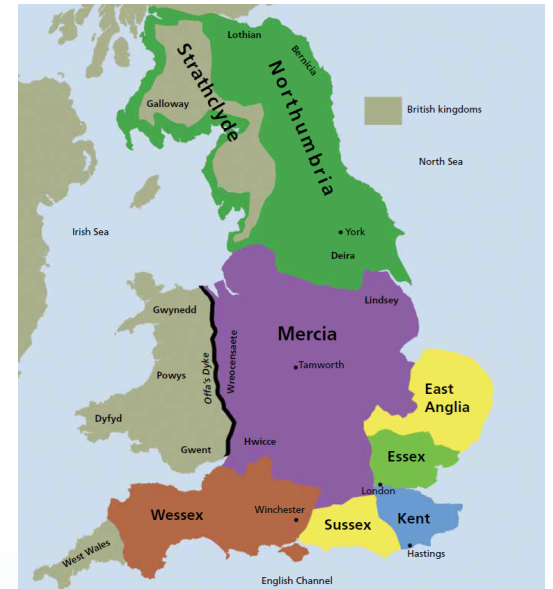 Lothian
Bernicia
Strathclyde
Northumbria
Galloway
British kingdoms
North Sea
Irish Sea
York
Deira
Lindsey
Gwynedd
Mercia
Offa's Dyke
Wreocensaete
Tamworth
Powys
East
Anglia
Dyfyd
Hwicce
Gwent
Essex
London
Wessex
Winchester
Sussex
Kent
West Wales
Hastings
English Channel